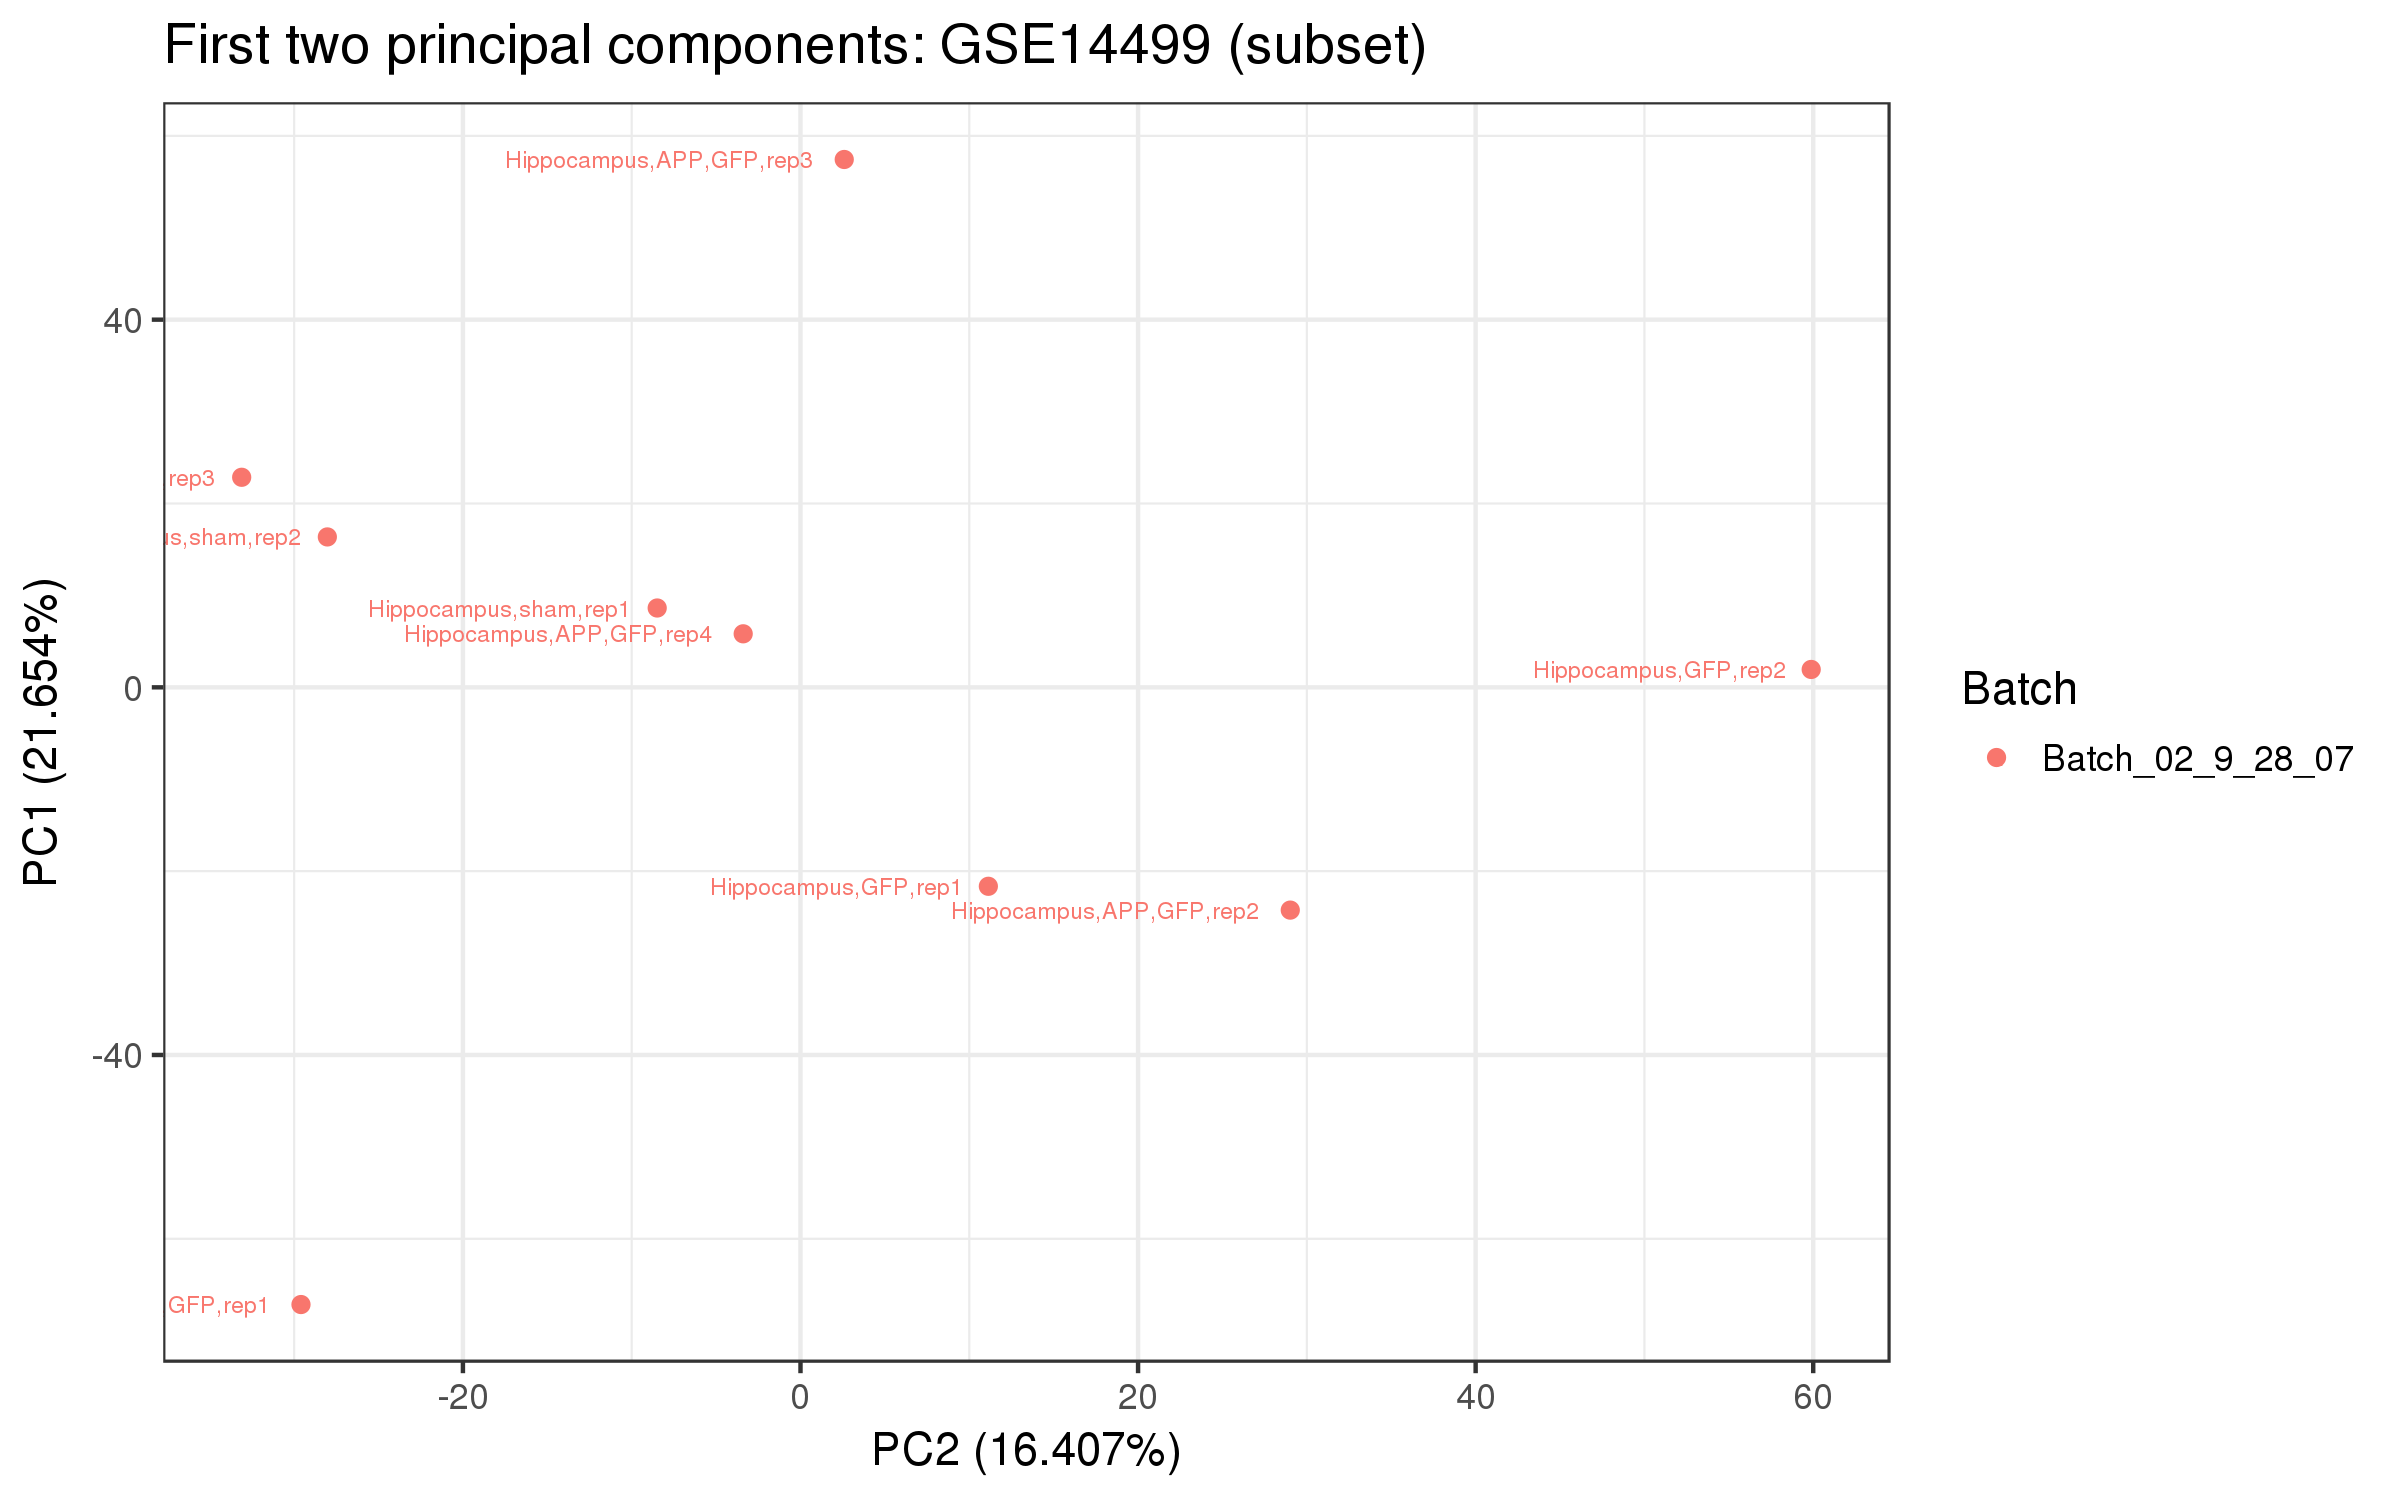 First two principal components: GSE14499 (subset)
Hippocampus,APP,GFP,rep3
40
rep3
us,sham,rep2
Hippocampus,sham,rep1
Hippocampus,APP,GFP,rep4
Hippocampus,GFP,rep2
0
Hippocampus,GFP,rep1
Hippocampus,APP,GFP,rep2
-40
GFP,rep1
PC1 (21.654%)
-20 0 20 40 60
PC2 (16.407%)
Batch
Batch_02_9_28_07